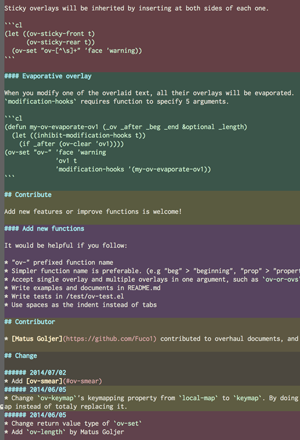 Sticky overlays will be inherited by inserting at both sides of each one.
```cl
(let ((ov-sticky-front t)
(ov-sticky-rear t))
(ov-set "ov-[^\s]+" 'face 'warning))
```
#### Evaporative overlay
When you modify one of the overlaid text, all their overlays will be evaporated.
'modification-hooks' requires function to specify 5 arguments.
```cl
(defun my-ov-evaporate-ov1 (_ov _after _beg _end &optional _length)
(let ((inhibit-modification-hooks t))
(if _after (ov-clear 'ov1))))
(ov-set "ov-" 'face 'warning
'ov1 t
'modification-hooks '(my-ov-evaporate-ov1))
```
## Contribute
Add new features or improve functions is welcome!
#### Add new functions
It would be helpful if you follow:
* "ov-" prefixed function name
* Simpler function name is preferable. (e.g "beg" > "beginning", "prop" > "propert
* Accept single overlay and multiple overlays in one argument, such as 'ov-or-ovs'
* Write examples and documents in README.md
* Write tests in /test/ov-test.el
* Use spaces as the indent instead of tabs
## Contributor
* [Matus Goljer](https://github.com/Fuco1) contributed to overhaul documents, and
## Change
###### 2014/07/02
* Add [ov-smear](#ov-smear)
###### 2014/06/05
* Change `ov-keymap`'s keymapping property from `local-map` to `keymap`. By doing
map instead of totaly replacing it.
###### 2014/06/05
* Change return type of `ov-set`
* Add `ov-length` by Matus Goljer